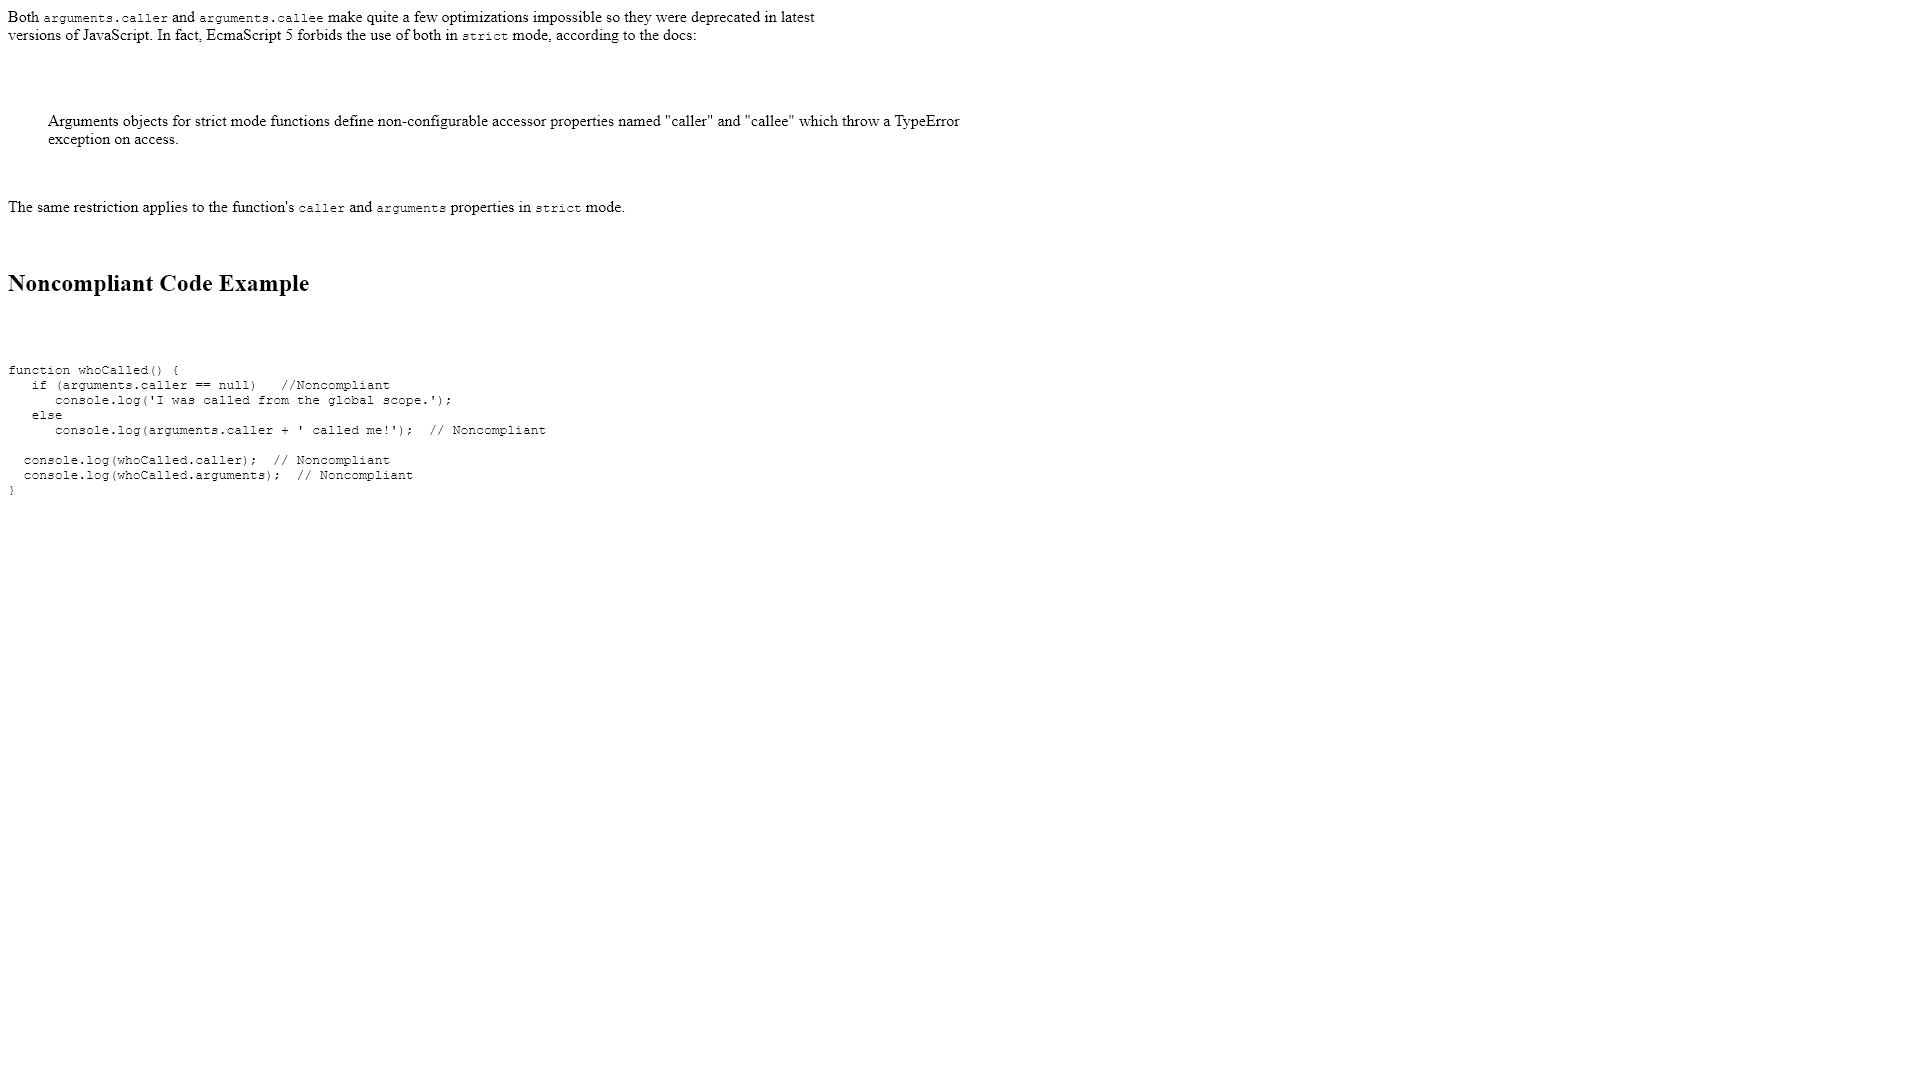 Both arguments.caller and arguments.callee make quite a few optimizations impossible so they were deprecated in latest
versions of JavaScript. In fact, EcmaScript 5 forbids the use of both in strict mode, according to the docs:
Arguments objects for strict mode functions define non-configurable accessor properties named "caller" and "callee" which throw a TypeError
exception on access.
The same restriction applies to the function's caller and arguments properties in strict mode.
Noncompliant Code Example
function whoCalled() {
   if (arguments.caller == null)   //Noncompliant
      console.log('I was called from the global scope.');
   else
      console.log(arguments.caller + ' called me!');  // Noncompliant
  console.log(whoCalled.caller);  // Noncompliant
  console.log(whoCalled.arguments);  // Noncompliant
}